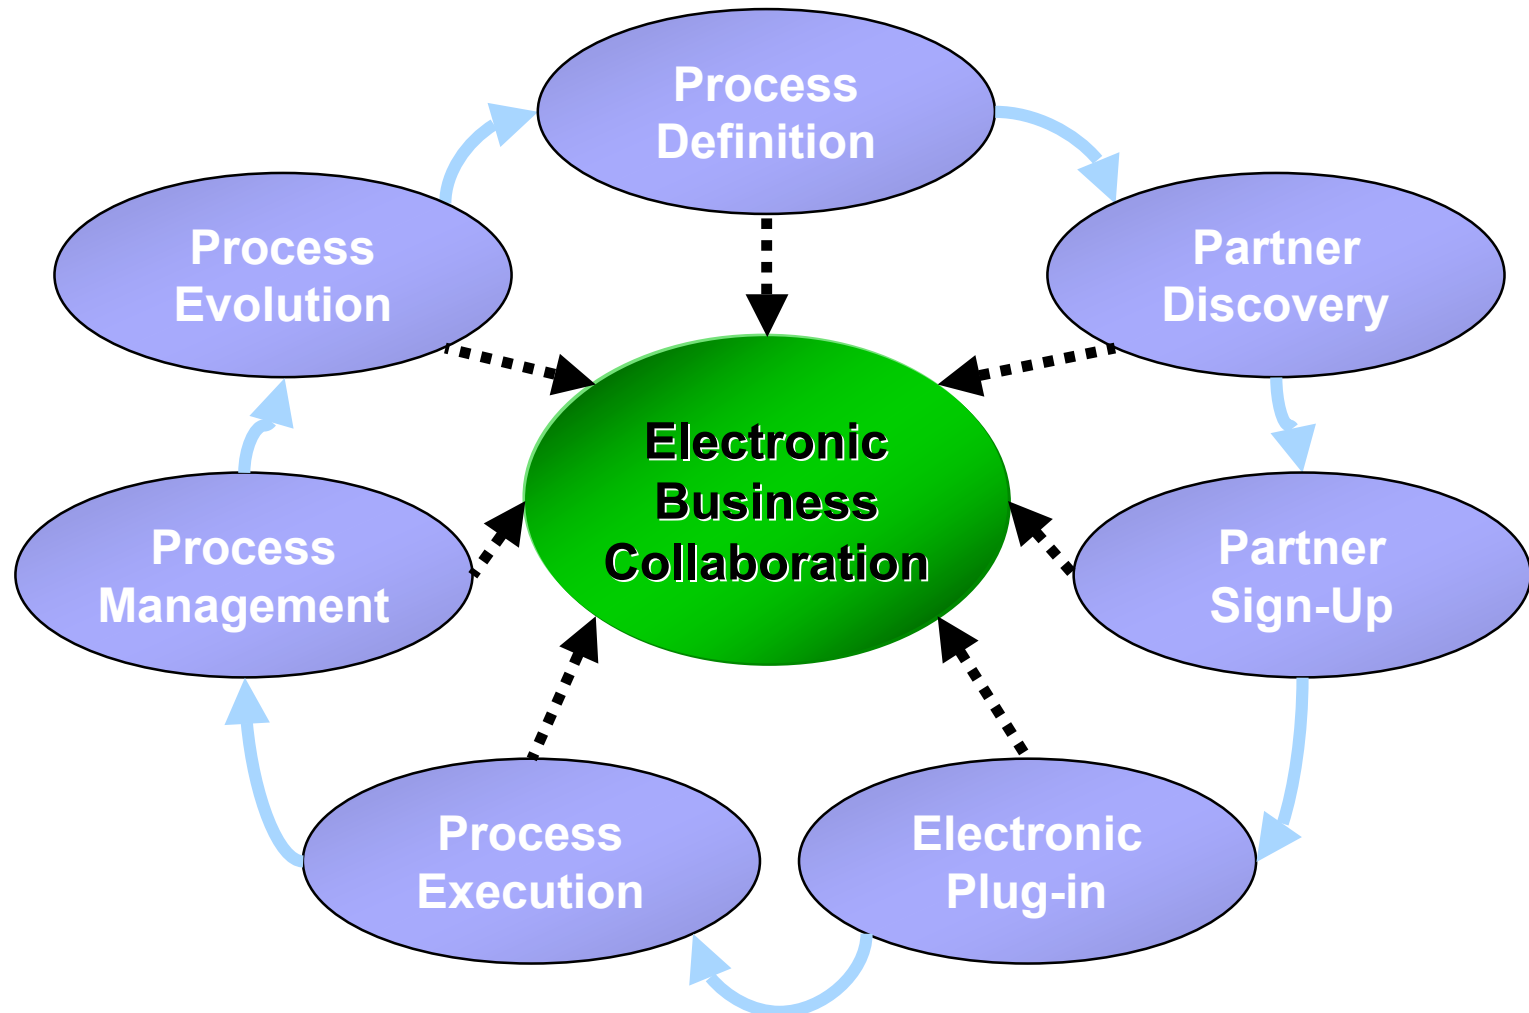 Process
Definition
Partner
Discovery
Partner
Sign-Up
Electronic
Plug-in
Process
Execution
Process
Management
Process
Evolution
Electronic
Business
Collaboration